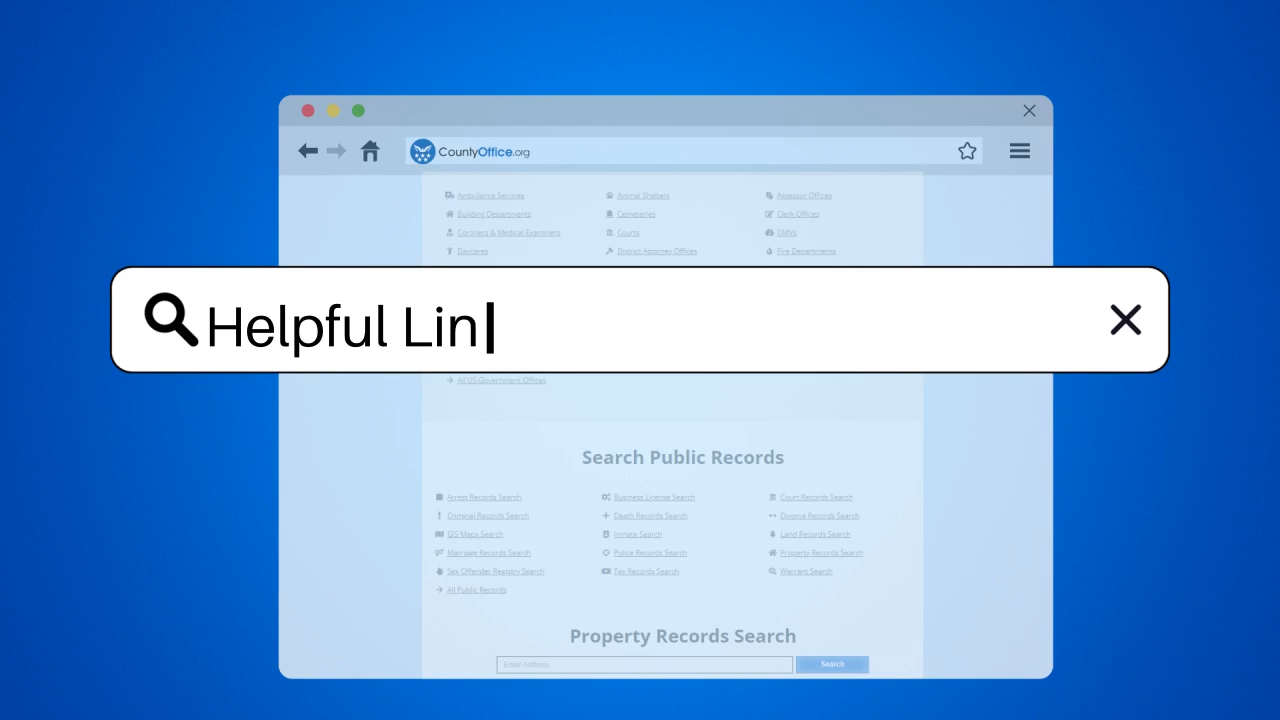 CountyOffice.org
Ambulance Services Animal Shelters Assessor Offices
Building Departments Cemeteries Clerk Offices
Coroners & Medical Examiners Courts DMVs
Daycares District Attorney Offices Fire Departments
Helpful Lin
All US Government Offices
Search Public Records
Arrest Records Search Business License Search Court Records Search
Criminal Records Search Death Records Search Divorce Records Search
GIS Maps Search Inmate Search Land Records Search
Marriage Records Search Police Records Search Property Records Search
Sex Offender Registry Search Tax Records Search Warrant Search
All Public Records
Property Records Search
Enter Address Search